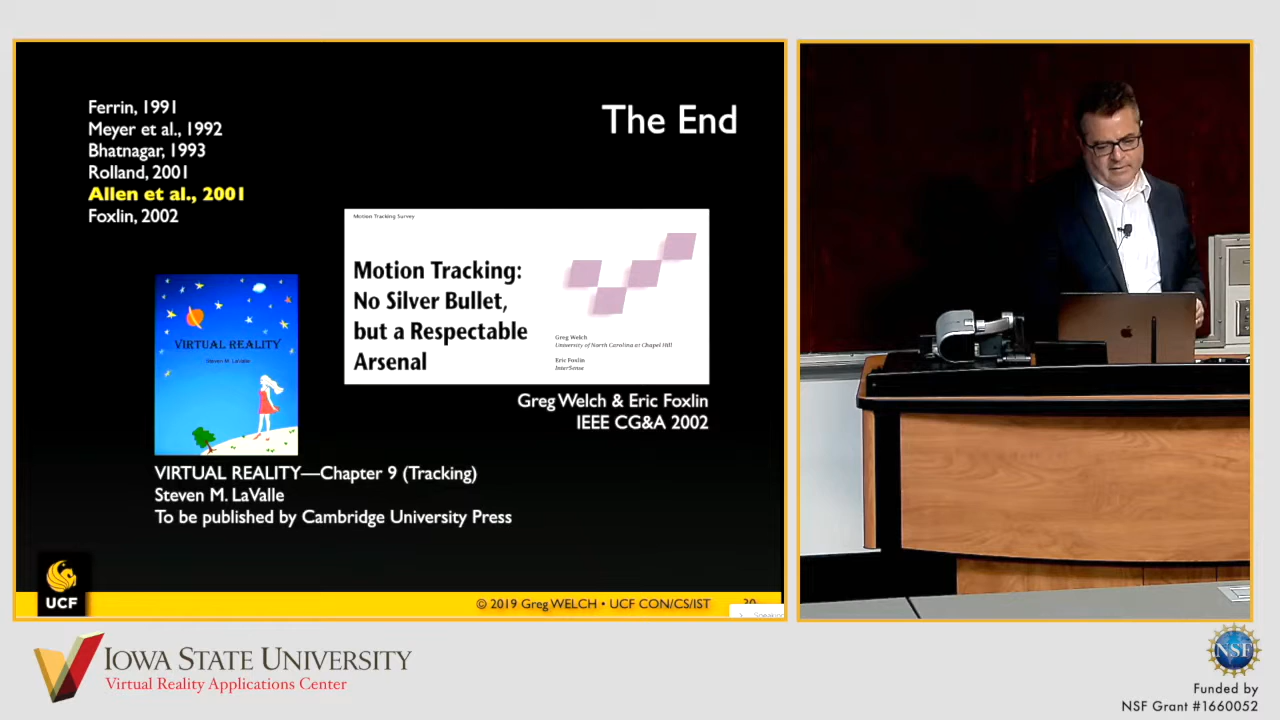 Ferrin, 1991
Meyer et al., 1992
Bhatnagar, 1993
Rolland, 2001
Allen et al., 2001
Foxlin, 2002
The End
Motion Tracking Survey
Motion Tracking:
No Silver Bullet,
but a Respectable
Arsenal
Greg Welch
University of North Carolina at Chapel Hill
Eric Foxlin
InterSense
Greg Welch & Eric Foxlin
IEEE CG&A 2002
VIRTUAL REALITY
Steven M. LaValle
VIRTUAL REALITY—Chapter 9 (Tracking)
Steven M. LaValle
To be published by Cambridge University Press
UCF
© 2019 Greg WELCH • UCF CON/CS/IST
IOWA STATE UNIVERSITY
Virtual Reality Applications Center
NSF
Funded by
NSF Grant #1660052